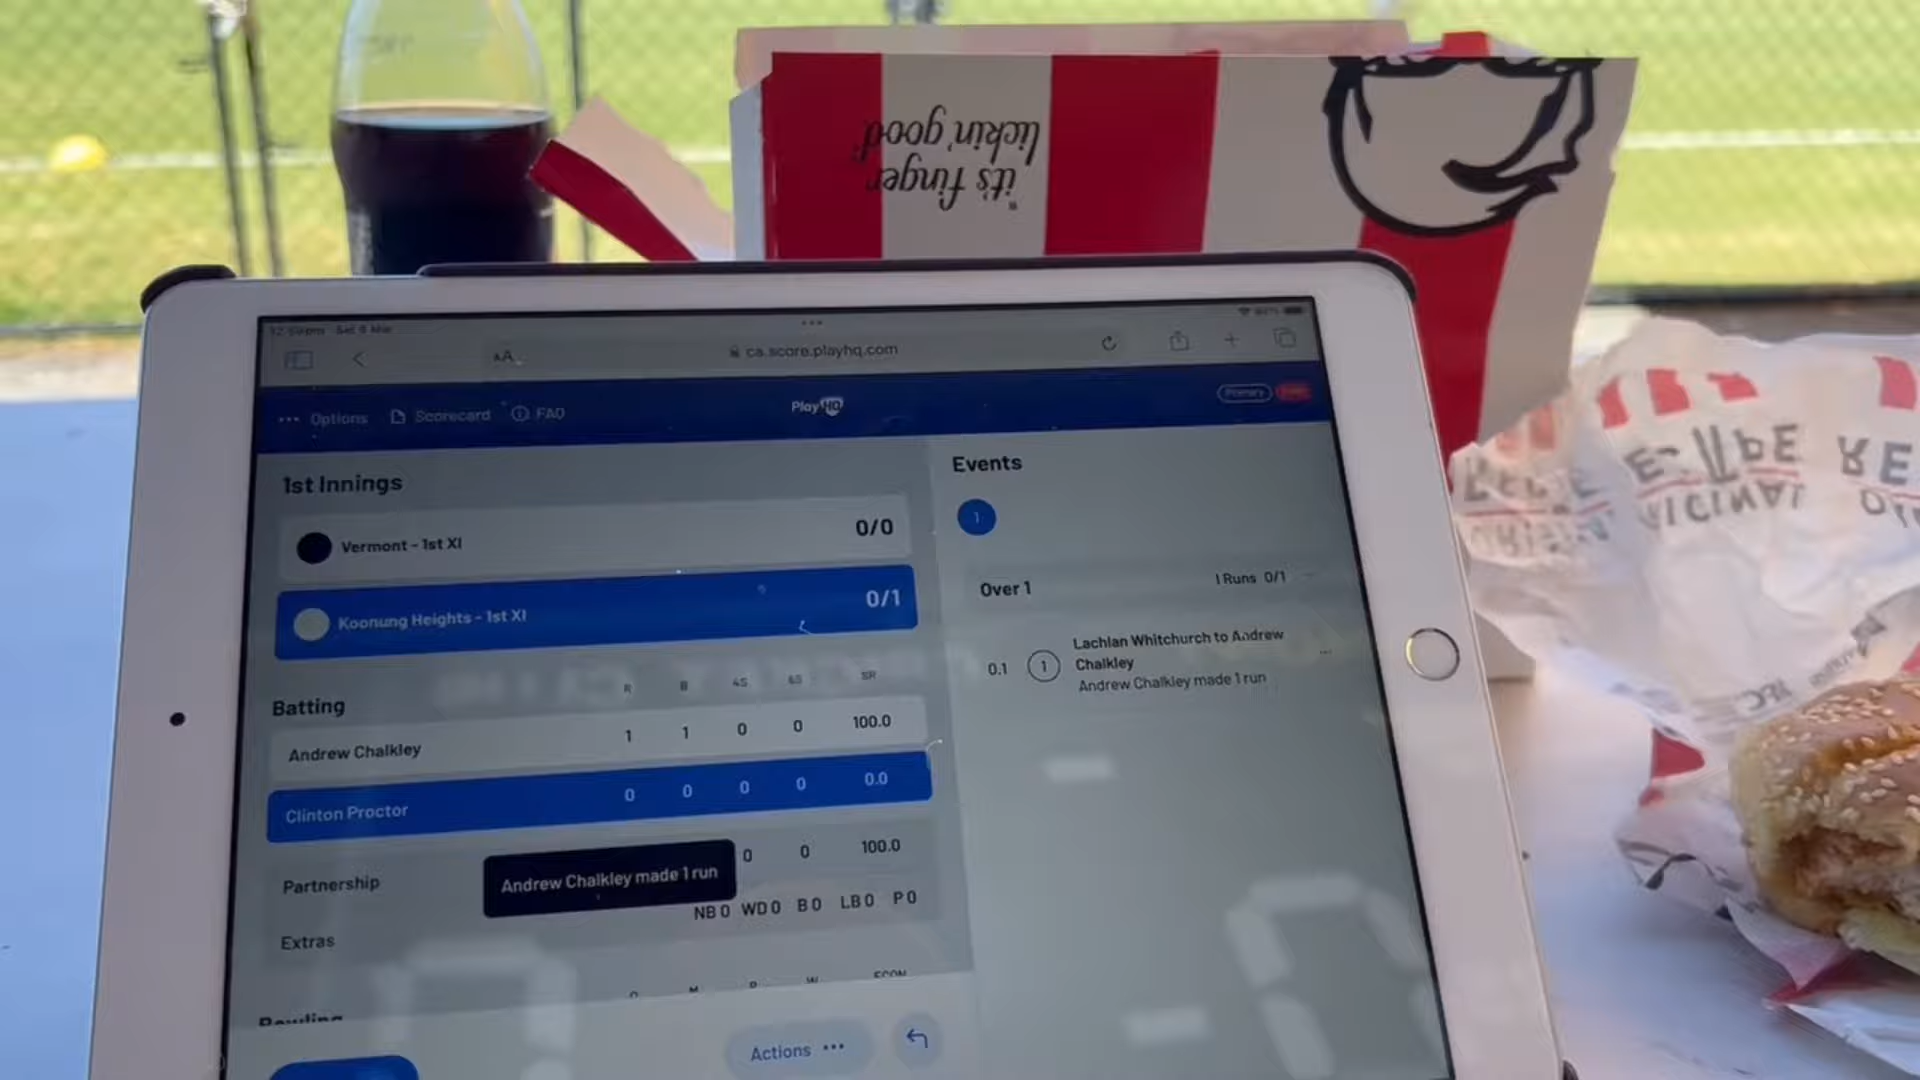 "it's finger
lickin' good"
ca.score.playhq.com
Options Scorecard FAQ
PlayHQ
Primary
1st Innings
Vermont - 1st XI 0/0
Koonung Heights - 1st XI 0/1
Batting R B 4S 6S SR
Andrew Chalkley 1 1 0 0 100.0
Clinton Proctor 0 0 0 0 0.0
Partnership 0 0 100.0
Andrew Chalkley made 1 run
Extras NB 0 WD 0 B 0 LB 0 P 0
Bowling O M R W ECON
Actions
Events
1
Over 1 1 Runs 0/1
0.1 1 Lachlan Whitchurch to Andrew
Chalkley
Andrew Chalkley made 1 run